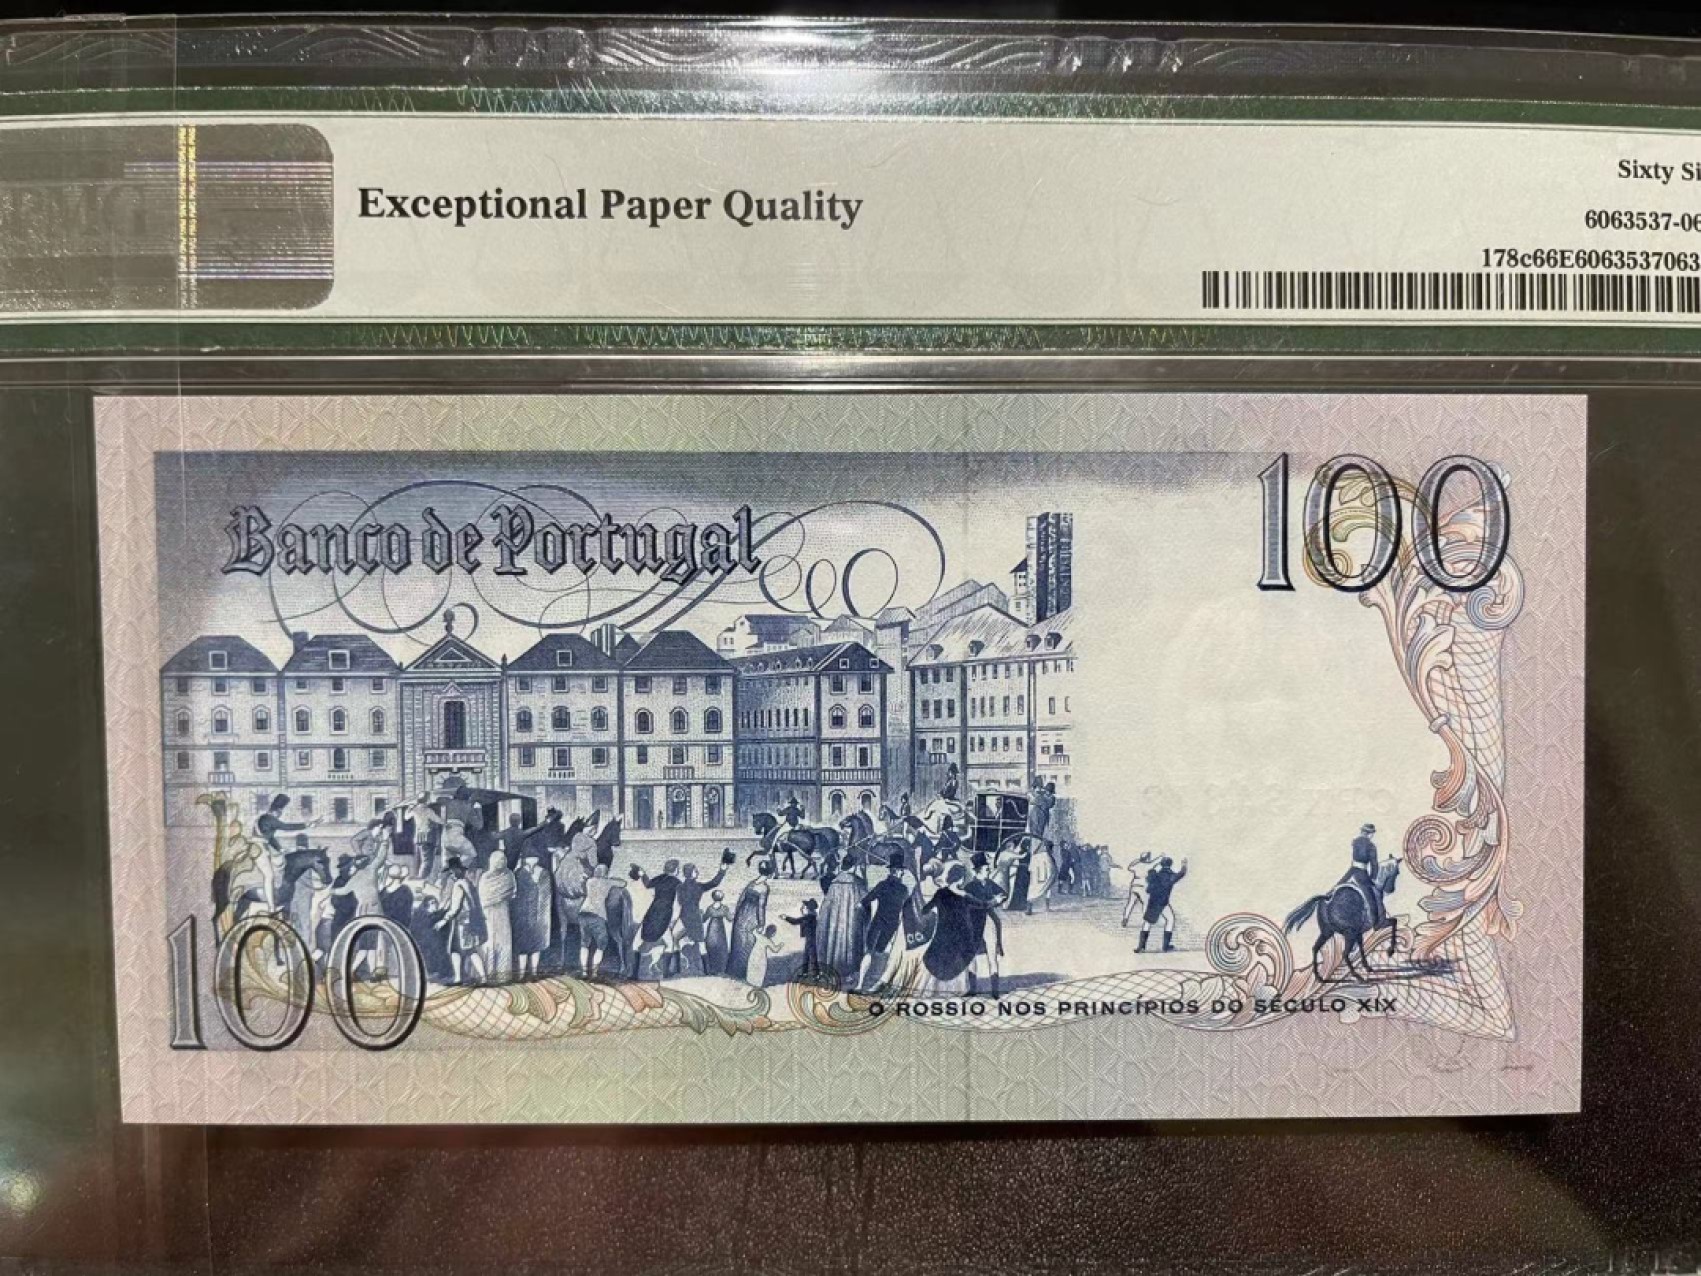 PMG
Exceptional Paper Quality
Sixty Si
6063537-06
178c66E6063537063
Banco de Portugal
100
100
O ROSSIO NOS PRINCÍPIOS DO SÉCULO XIX